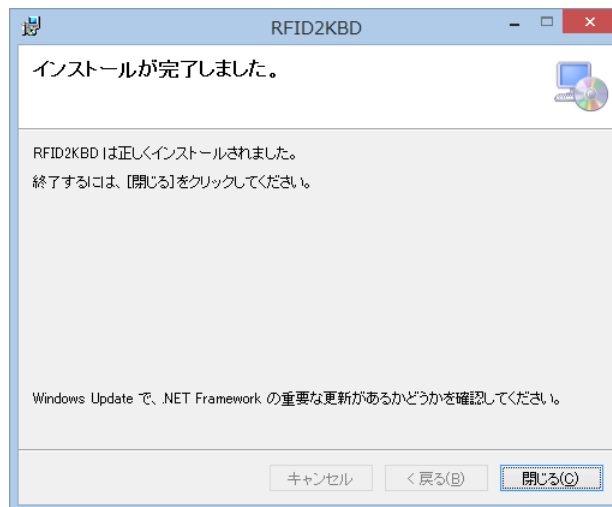 RFID2KBD
インストールが完了しました。
RFID2KBD は正しくインストールされました。
終了するには、[閉じる]をクリックしてください。
Windows Update で、.NET Framework の重要な更新があるかどうかを確認してください。
キャンセル
< 戻る(B)
閉じる(C)